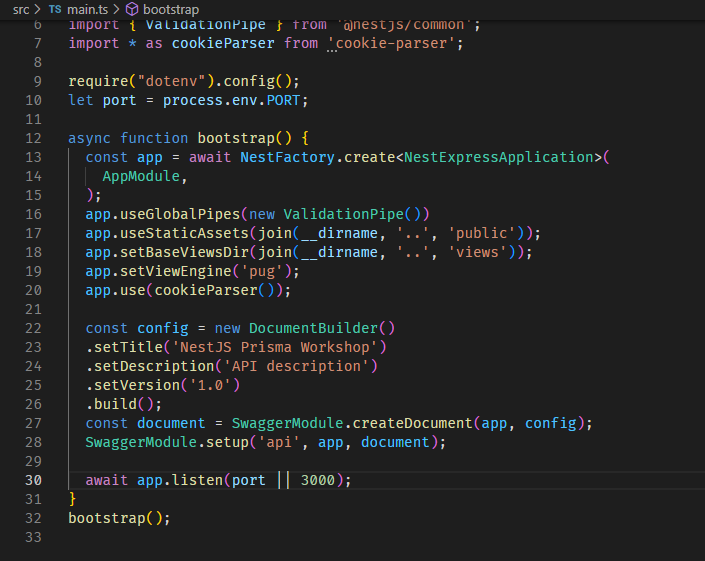 src > TS main.ts > bootstrap
6 import { ValidationPipe } from '@nestjs/common';
7 import * as cookieParser from 'cookie-parser';
8
9 require("dotenv").config();
10 let port = process.env.PORT;
11
12 async function bootstrap() {
13   const app = await NestFactory.create<NestExpressApplication>(
14     AppModule,
15   );
16   app.useGlobalPipes(new ValidationPipe())
17   app.useStaticAssets(join(__dirname, '..', 'public'));
18   app.setBaseViewsDir(join(__dirname, '..', 'views'));
19   app.setViewEngine('pug');
20   app.use(cookieParser());
21
22   const config = new DocumentBuilder()
23   .setTitle('NestJS Prisma Workshop')
24   .setDescription('API description')
25   .setVersion('1.0')
26   .build();
27   const document = SwaggerModule.createDocument(app, config);
28   SwaggerModule.setup('api', app, document);
29
30   await app.listen(port || 3000);
31 }
32 bootstrap();
33